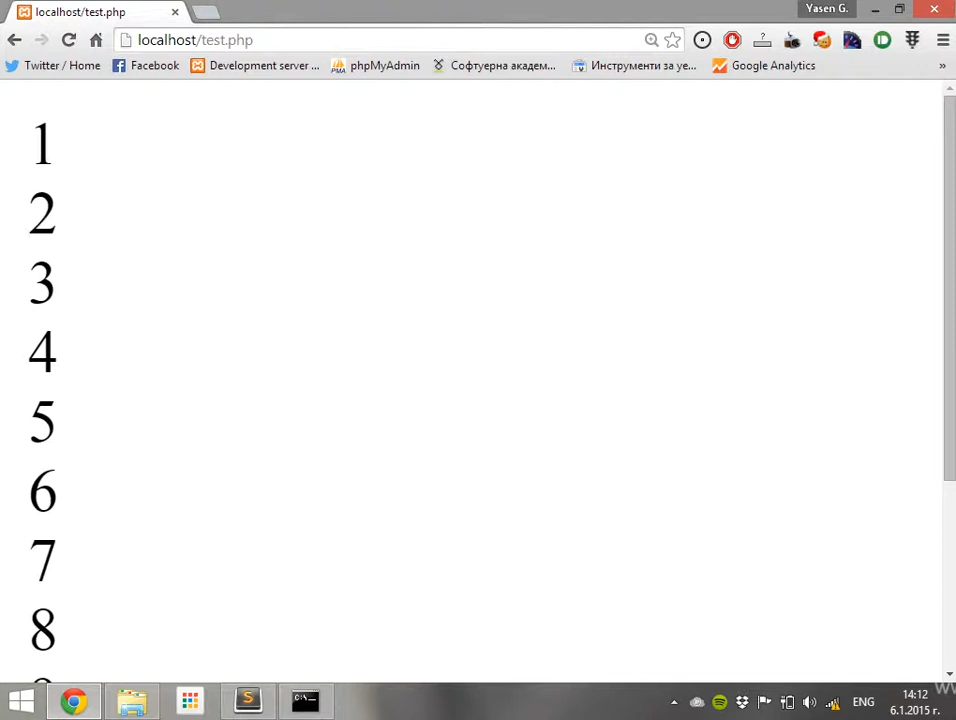 localhost/test.php
Yasen G.
localhost/test.php
Twitter / Home
Facebook
Development server ...
phpMyAdmin
Софтуерна академ...
Инструменти за уе...
Google Analytics
»
1
2
3
4
5
6
7
8
ЕНГ
14:12
6.1.2015 г.